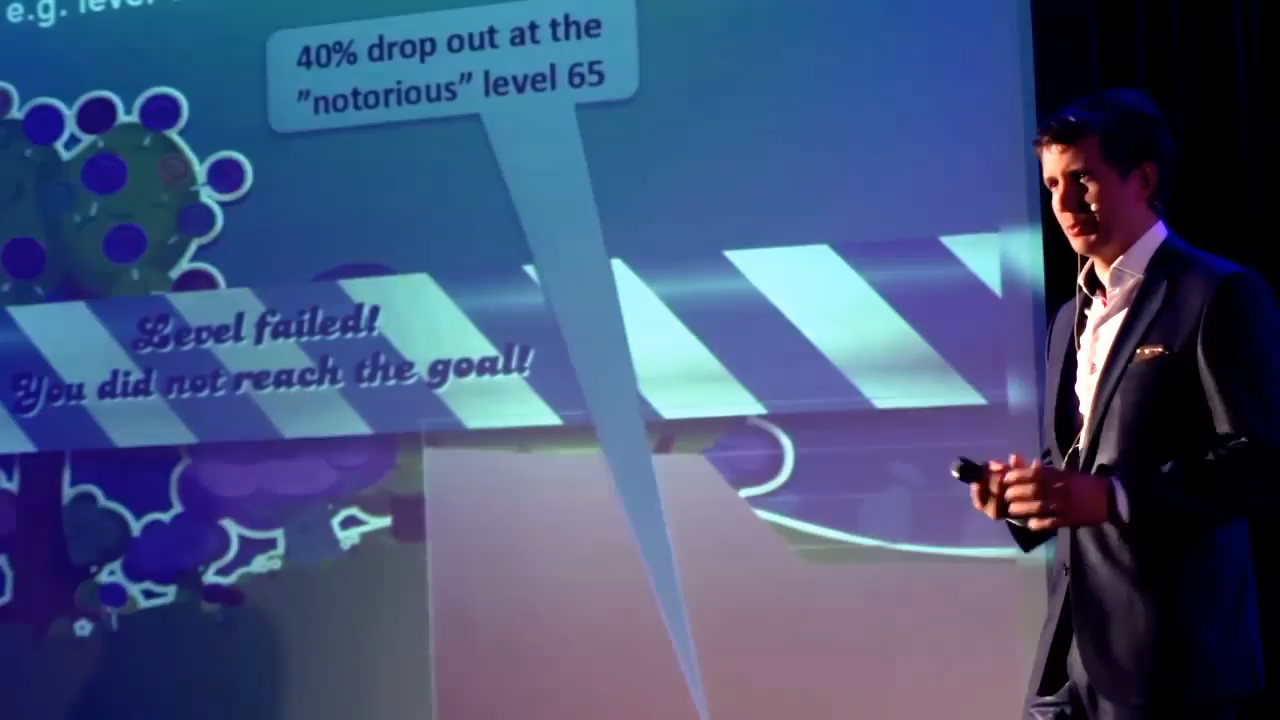 e.g. level
40% drop out at the
”notorious” level 65
Level failed!
You did not reach the goal!